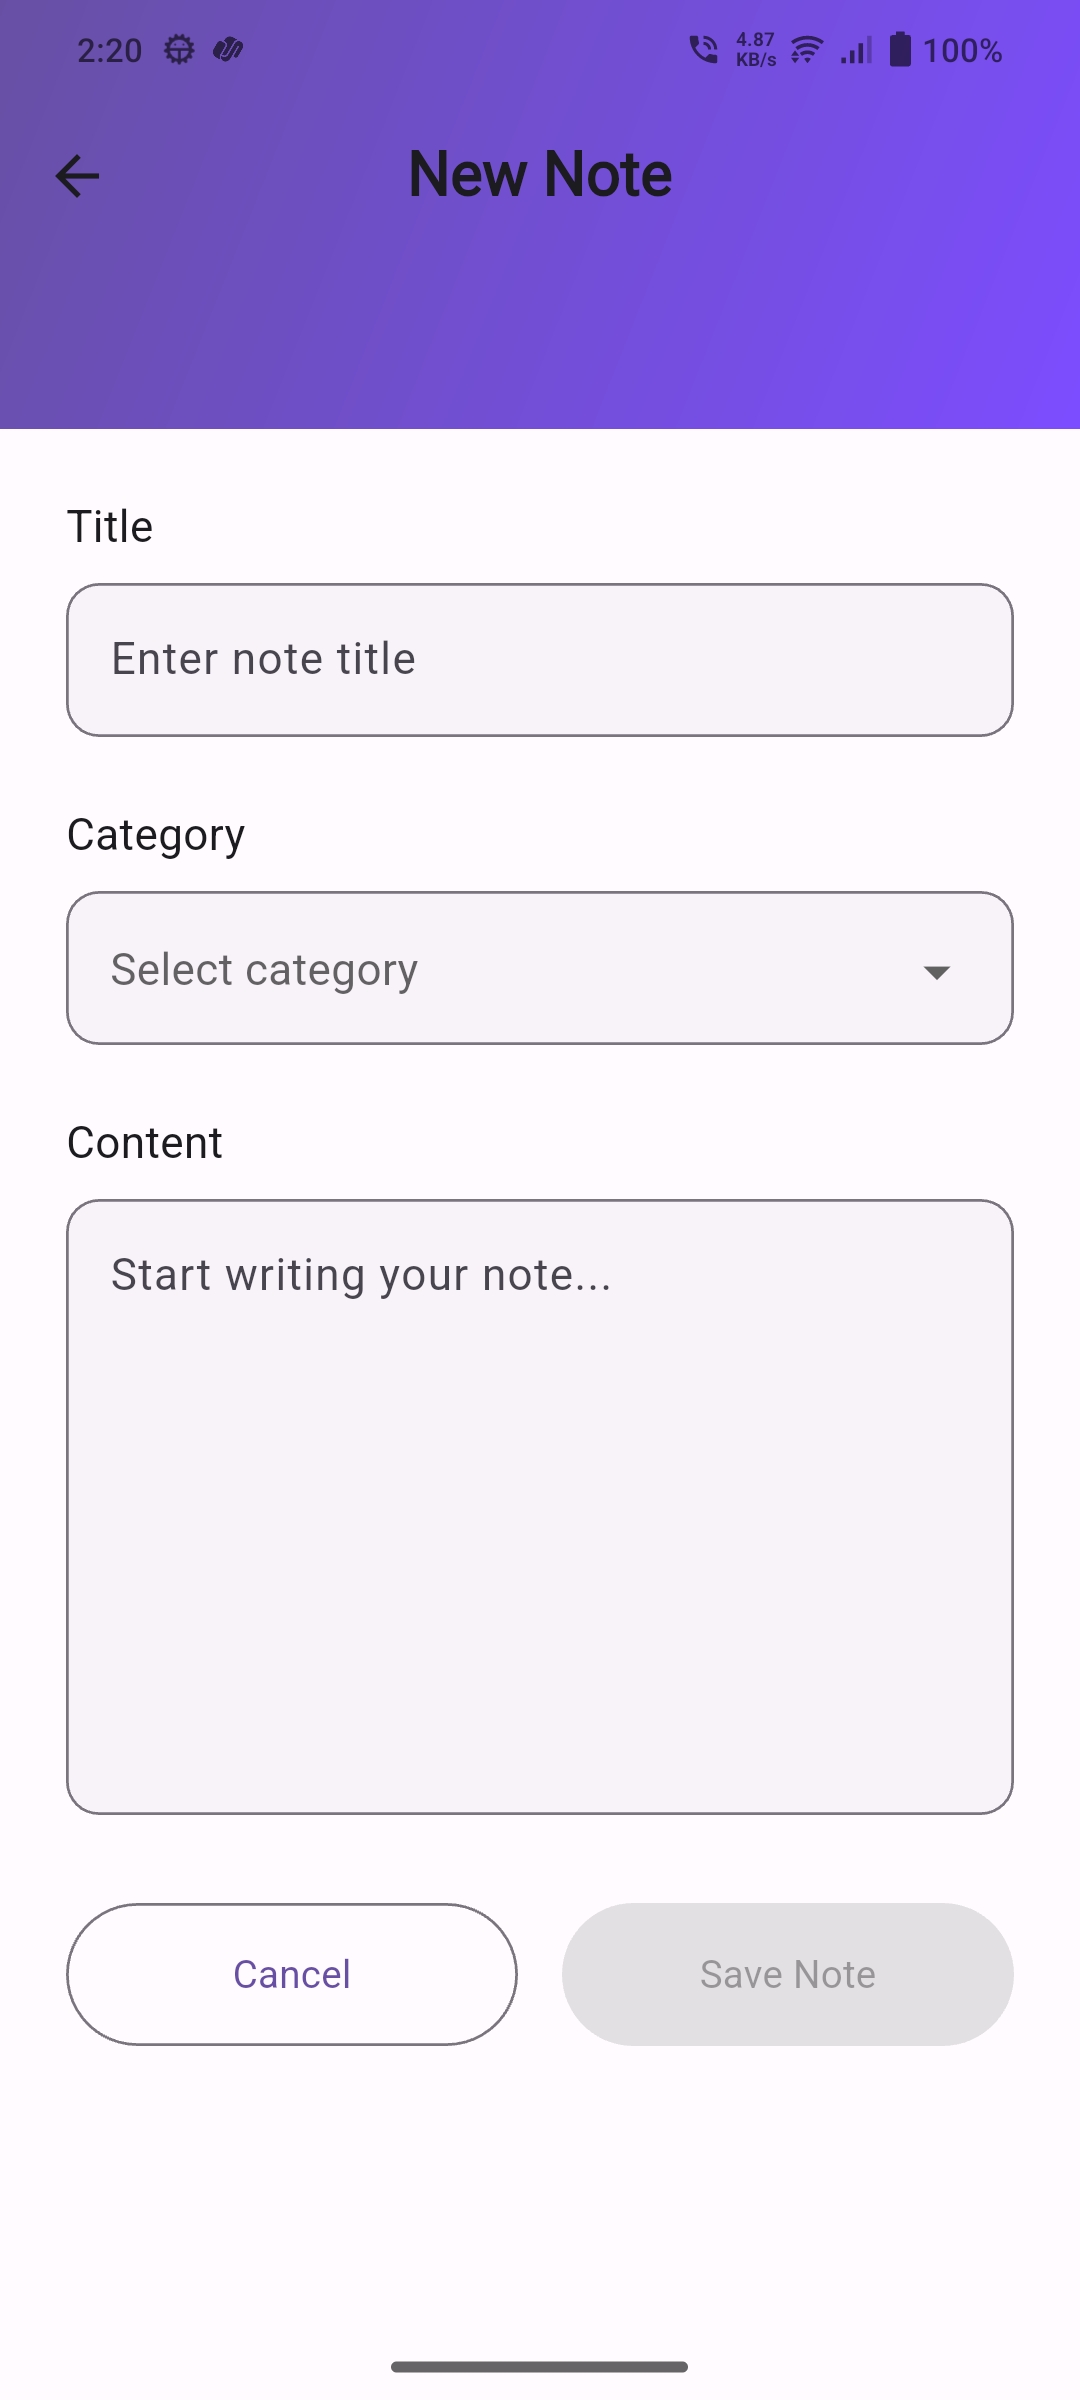 2:20 4.87 KB/s 100%
New Note
Title
Enter note title
Category
Select category
Content
Start writing your note...
Cancel Save Note